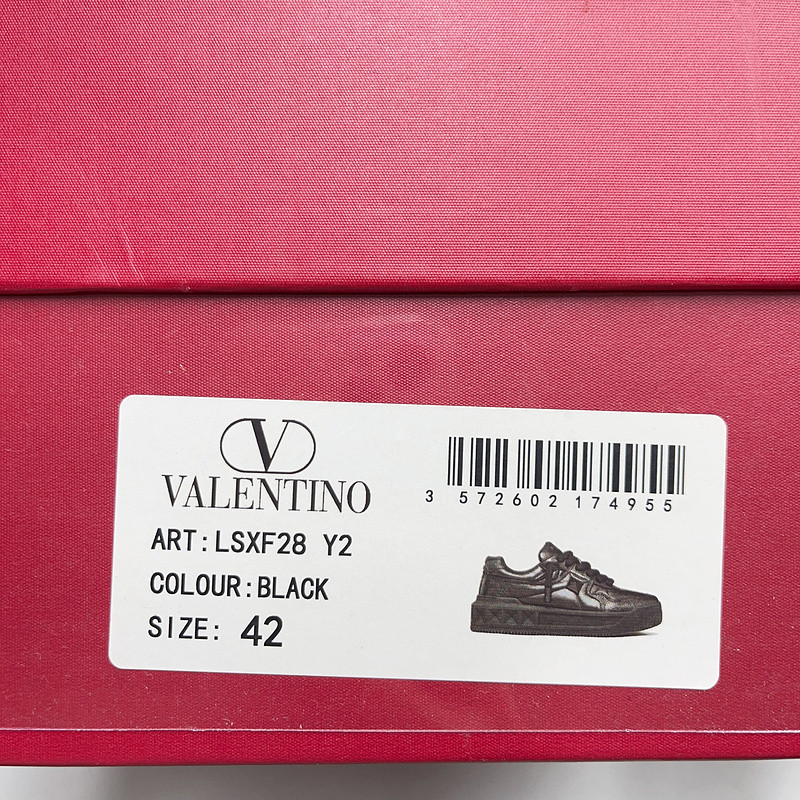 V
VALENTINO
ART:LSXF28 Y2
COLOUR:BLACK
SIZE: 42
3 572602 174955